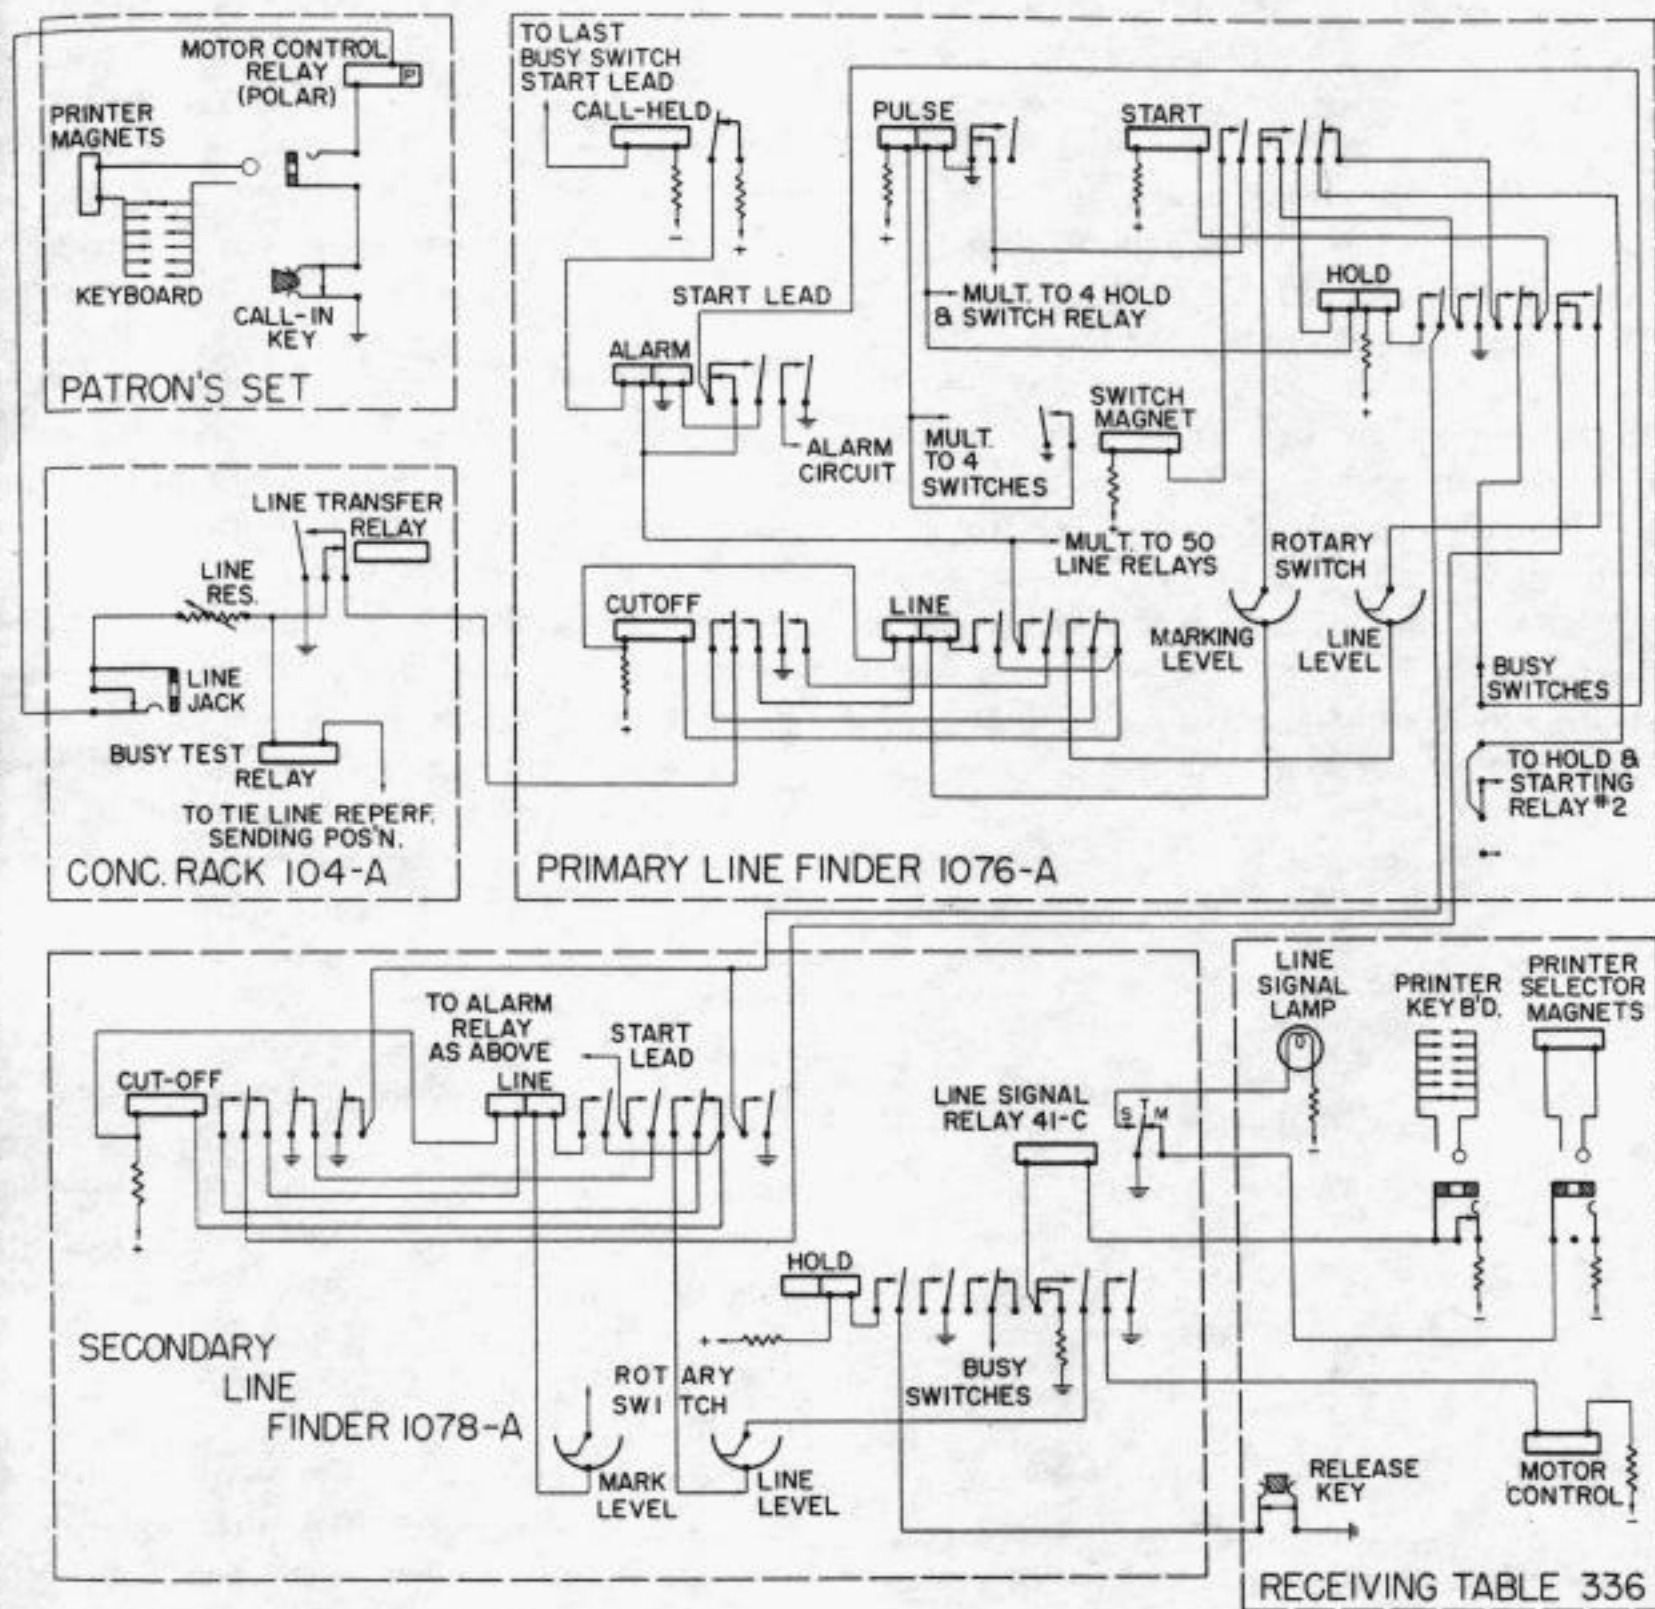 MOTOR CONTROL
RELAY
(POLAR)
P
PRINTER
MAGNETS
KEYBOARD
CALL-IN
KEY
PATRON'S SET
LINE TRANSFER
RELAY
LINE
RES.
LINE
JACK
BUSY TEST
RELAY
TO TIE LINE REPERF.
SENDING POS'N.
CONC. RACK 104-A
TO LAST
BUSY SWITCH
START LEAD
CALL-HELD
PULSE
START
START LEAD
MULT. TO 4 HOLD
& SWITCH RELAY
HOLD
ALARM
SWITCH
MAGNET
ALARM
CIRCUIT
MULT.
TO 4
SWITCHES
MULT. TO 50
LINE RELAYS
ROTARY
SWITCH
CUTOFF
LINE
MARKING
LEVEL
LINE
LEVEL
BUSY
SWITCHES
TO HOLD &
STARTING
RELAY #2
PRIMARY LINE FINDER 1076-A
TO ALARM
RELAY
AS ABOVE
START
LEAD
CUT-OFF
LINE
LINE SIGNAL
RELAY 41-C
S M
HOLD
BUSY
SWITCHES
ROTARY
SWITCH
MARK
LEVEL
LINE
LEVEL
SECONDARY
LINE
FINDER 1078-A
LINE
SIGNAL
LAMP
PRINTER
KEY B'D.
PRINTER
SELECTOR
MAGNETS
RELEASE
KEY
MOTOR
CONTROL
RECEIVING TABLE 336